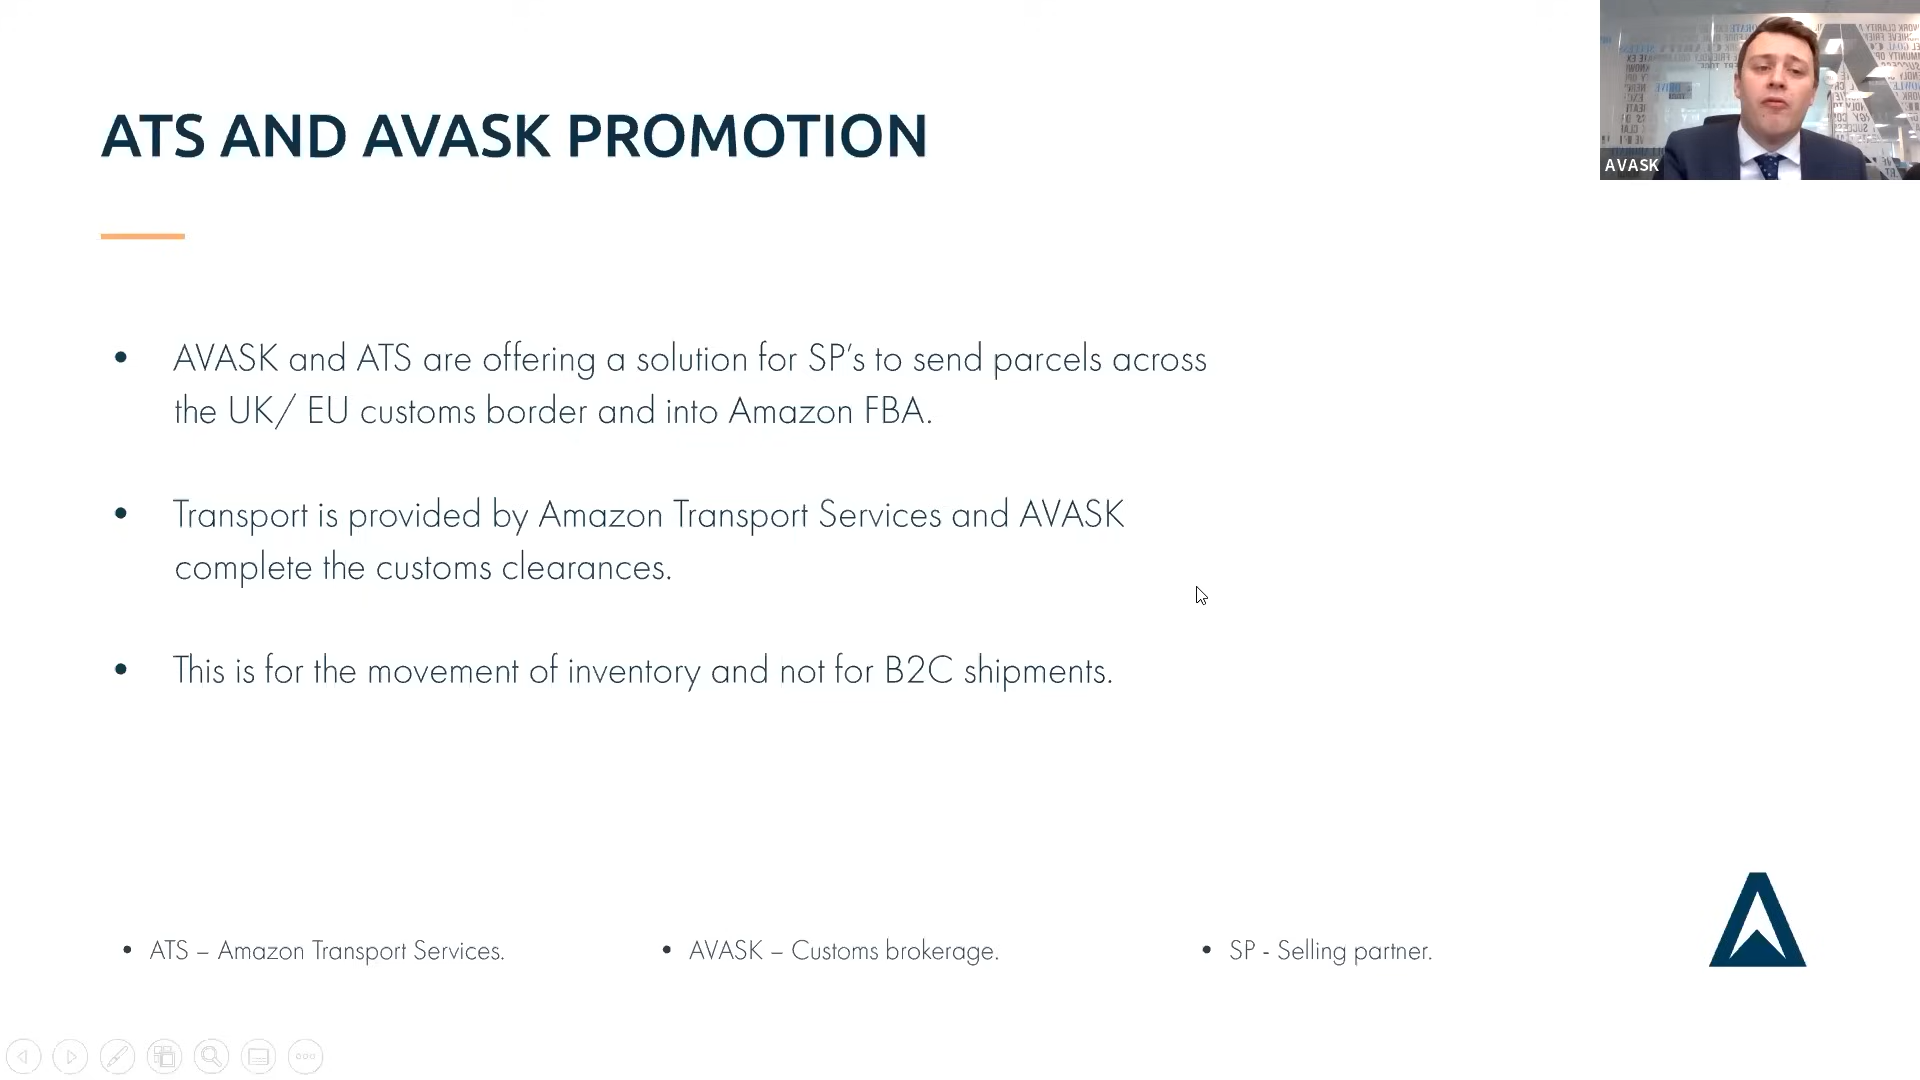 ATS AND AVASK PROMOTION
AVASK
• AVASK and ATS are offering a solution for SP’s to send parcels across
the UK/ EU customs border and into Amazon FBA.
• Transport is provided by Amazon Transport Services and AVASK
complete the customs clearances.
• This is for the movement of inventory and not for B2C shipments.
• ATS – Amazon Transport Services.
• AVASK – Customs brokerage.
• SP - Selling partner.